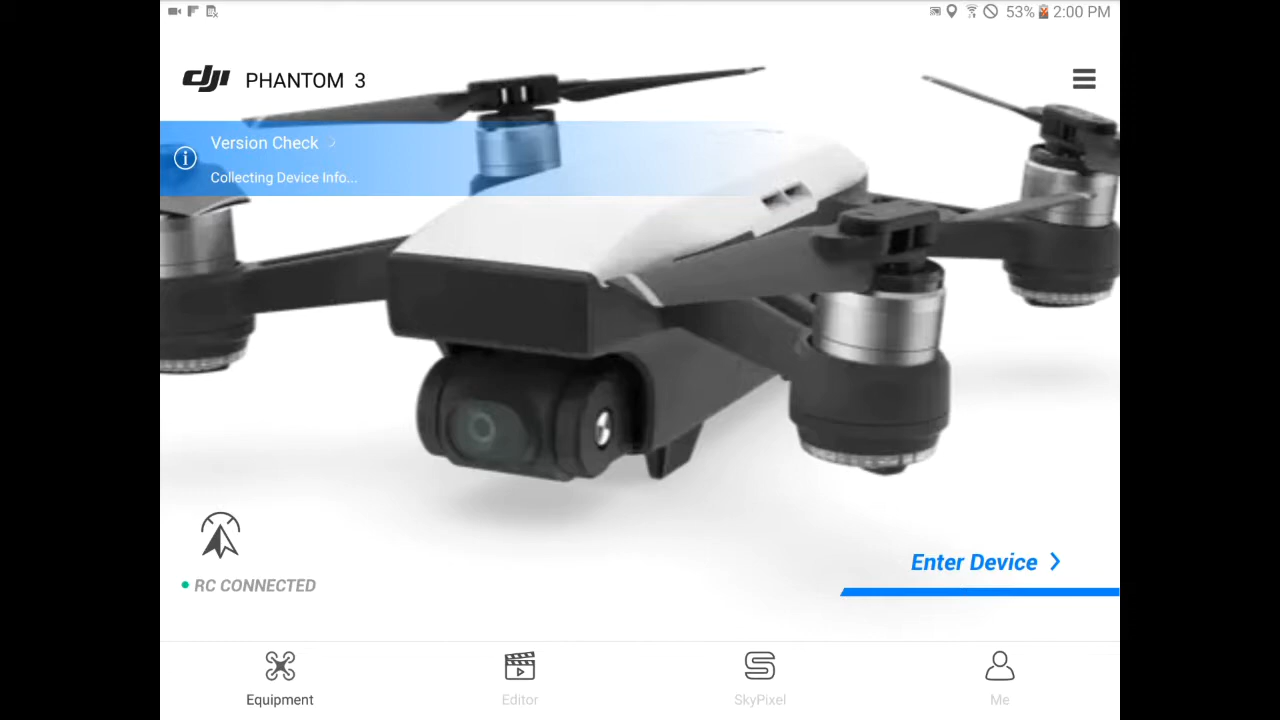 53% 2:00 PM
dji PHANTOM 3
Version Check
Collecting Device Info...
Enter Device
RC CONNECTED
Equipment
Editor
SkyPixel
Me